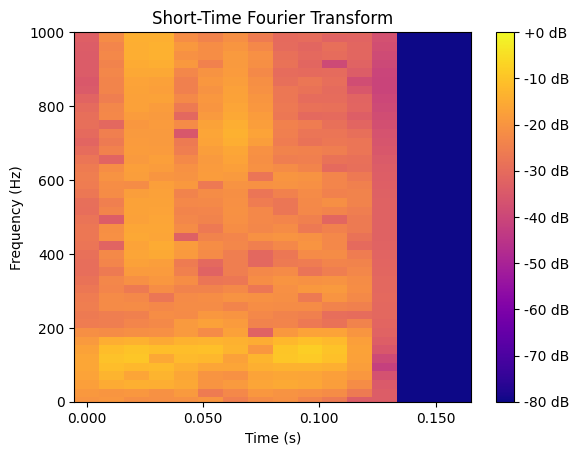 Short-Time Fourier Transform
Frequency (Hz)
1000
800
600
400
200
0
0.000
0.050
0.100
0.150
Time (s)
+0 dB
-10 dB
-20 dB
-30 dB
-40 dB
-50 dB
-60 dB
-70 dB
-80 dB